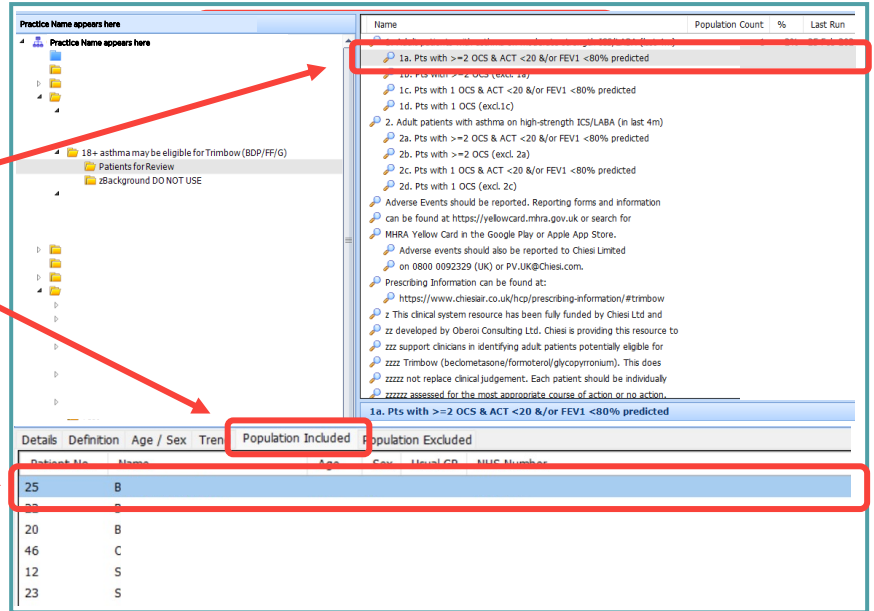 Practice Name appears here
Practice Name appears here
18+ asthma may be eligible for Trimbow (BDP/FF/G)
Patients for Review
zBackground DO NOT USE
Name Population Count % Last Run
1a. Pts with >=2 OCS & ACT <20 &/or FEV1 <80% predicted
1b. Pts with >=2 OCS (excl. 1a)
1c. Pts with 1 OCS & ACT <20 &/or FEV1 <80% predicted
1d. Pts with 1 OCS (excl.1c)
2. Adult patients with asthma on high-strength ICS/LABA (in last 4m)
2a. Pts with >=2 OCS & ACT <20 &/or FEV1 <80% predicted
2b. Pts with >=2 OCS (excl. 2a)
2c. Pts with 1 OCS & ACT <20 &/or FEV1 <80% predicted
2d. Pts with 1 OCS (excl. 2c)
Adverse Events should be reported. Reporting forms and information
can be found at https://yellowcard.mhra.gov.uk or search for
MHRA Yellow Card in the Google Play or Apple App Store.
Adverse events should also be reported to Chiesi Limited
on 0800 0092329 (UK) or PV.UK@Chiesi.com.
Prescribing Information can be found at:
https://www.chiesiair.co.uk/hcp/prescribing-information/#trimbow
z This clinical system resource has been fully funded by Chiesi Ltd and
zz developed by Oberoi Consulting Ltd. Chiesi is providing this resource to
zzz support clinicians in identifying adult patients potentially eligible for
zzzz Trimbow (beclometasone/formoterol/glycopyrronium). This does
zzzzz not replace clinical judgement. Each patient should be individually
zzzzzz assessed for the most appropriate course of action or no action.
1a. Pts with >=2 OCS & ACT <20 &/or FEV1 <80% predicted
Details Definition Age / Sex Trend Population Included Population Excluded
Patient No Name Age Sex Usual GP NHS Number
25 B
20 B
46 C
12 S
23 S